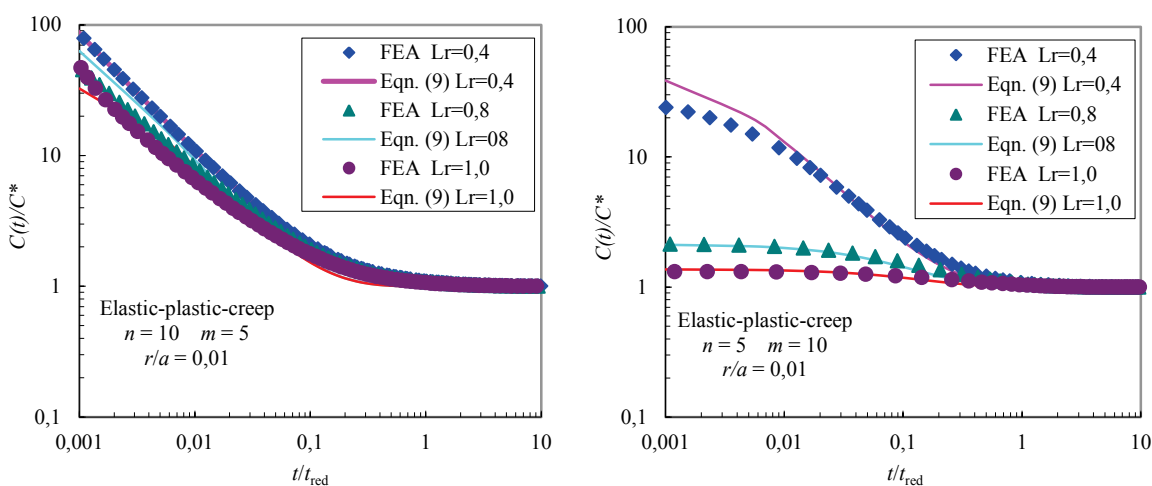 100
10
1
0,1
C(t)/C*
FEA Lr=0,4
Eqn. (9) Lr=0,4
FEA Lr=0,8
Eqn. (9) Lr=08
FEA Lr=1,0
Eqn. (9) Lr=1,0
Elastic-plastic-creep
n = 10 m = 5
r/a = 0,01
0,001 0,01 0,1 1 10
t/tred
100
10
1
0,1
C(t)/C*
FEA Lr=0,4
Eqn. (9) Lr=0,4
FEA Lr=0,8
Eqn. (9) Lr=08
FEA Lr=1,0
Eqn. (9) Lr=1,0
Elastic-plastic-creep
n = 5 m = 10
r/a = 0,01
0,001 0,01 0,1 1 10
t/tred